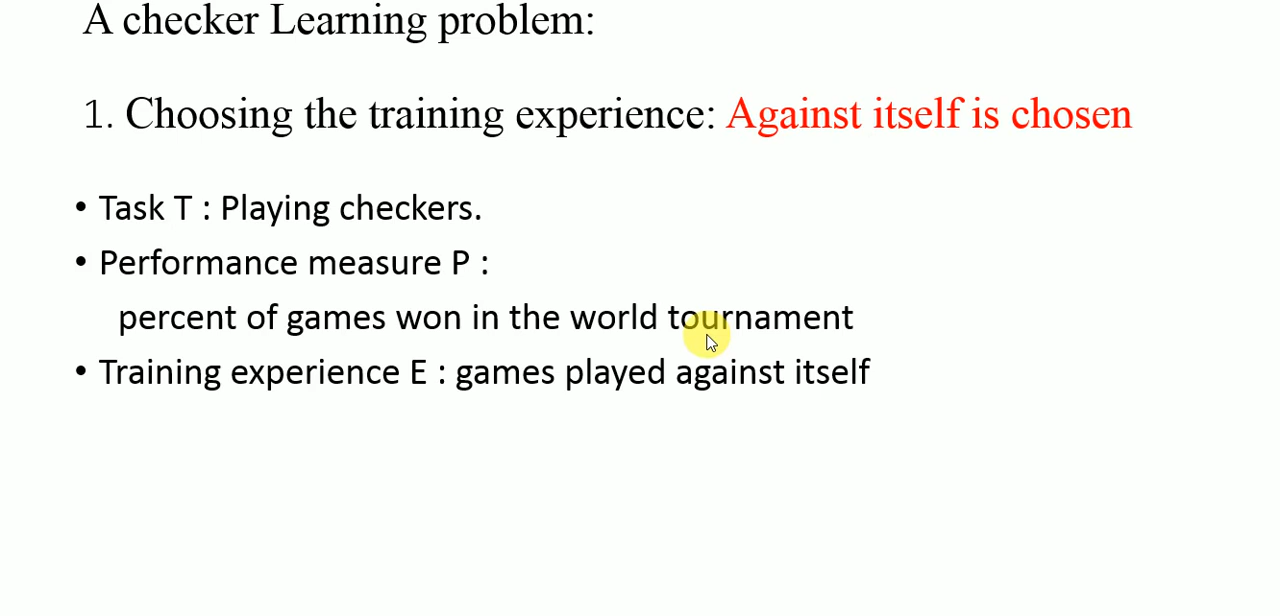 A checker Learning problem:
1. Choosing the training experience: Against itself is chosen
• Task T : Playing checkers.
• Performance measure P :
percent of games won in the world tournament
• Training experience E : games played against itself